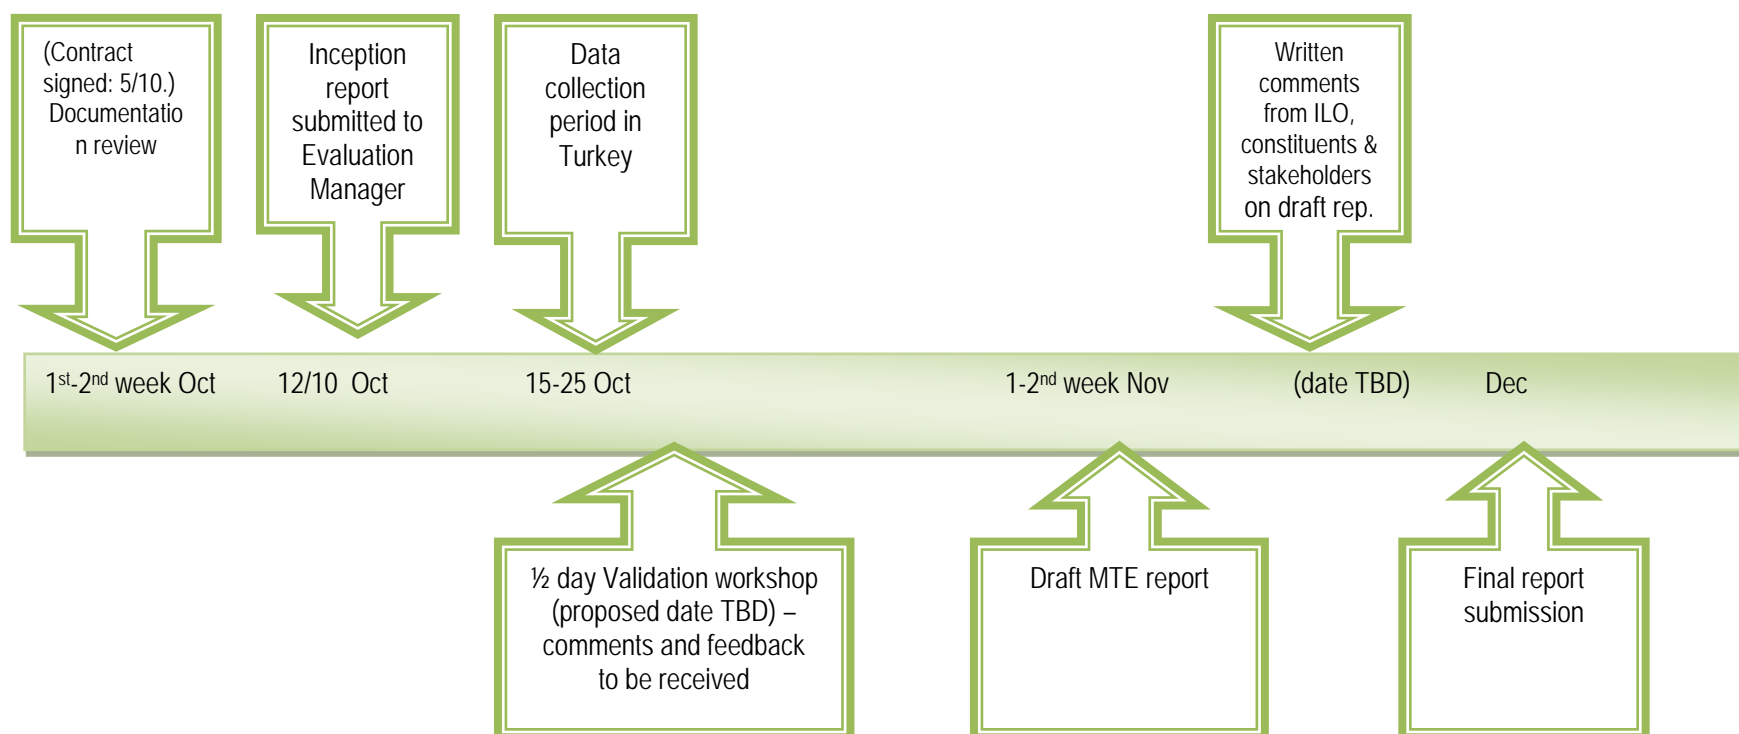 (Contract
signed: 5/10.)
Documentatio
n review
Inception
report
submitted to
Evaluation
Manager
Data
collection
period in
Turkey
Written
comments
from ILO,
constituents &
stakeholders
on draft rep.
1st-2nd week Oct
12/10  Oct
15-25 Oct
1-2nd week Nov
(date TBD)
Dec
½ day Validation workshop
(proposed date TBD) –
comments and feedback
to be received
Draft MTE report
Final report
submission